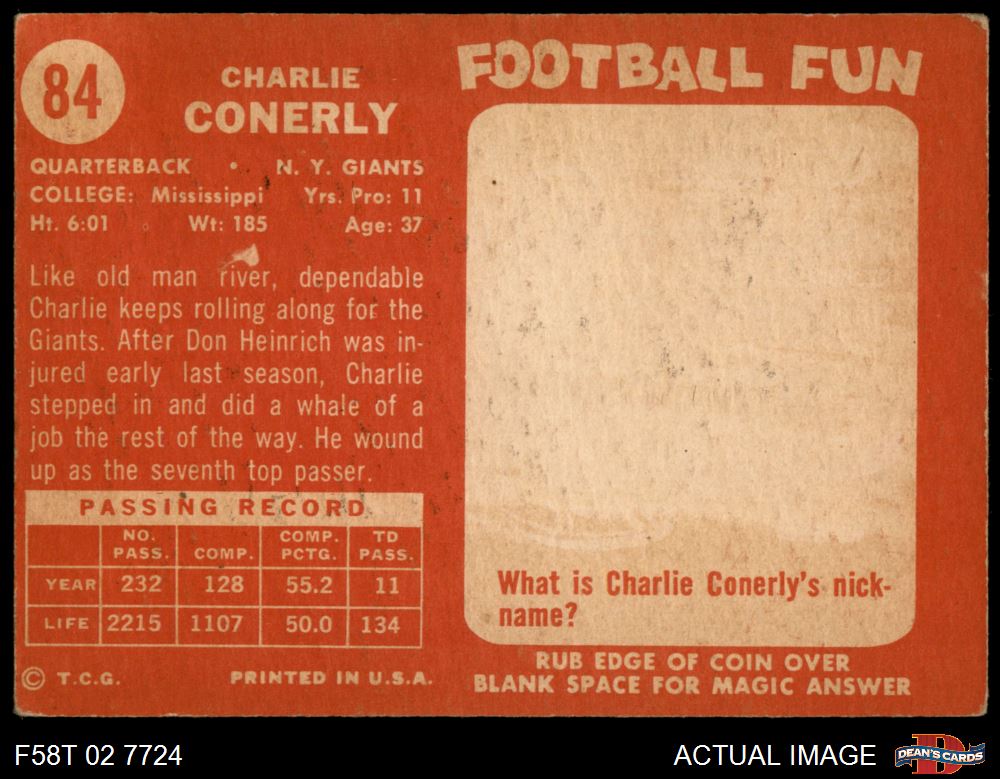 84
CHARLIE
CONERLY
QUARTERBACK • N. Y. GIANTS
COLLEGE: Mississippi Yrs. Pro: 11
Ht. 6:01 Wt: 185 Age: 37
Like old man river, dependable
Charlie keeps rolling along for the
Giants. After Don Heinrich was in-
jured early last season, Charlie
stepped in and did a whale of a
job the rest of the way. He wound
up as the seventh top passer.
PASSING RECORD
NO. PASS. COMP. COMP. PCTG. TD PASS.
YEAR 232 128 55.2 11
LIFE 2215 1107 50.0 134
© T.C.G. PRINTED IN U.S.A.
FOOTBALL FUN
What is Charlie Conerly's nick-
name?
RUB EDGE OF COIN OVER
BLANK SPACE FOR MAGIC ANSWER
F58T 02 7724 ACTUAL IMAGE
DEAN'S CARDS